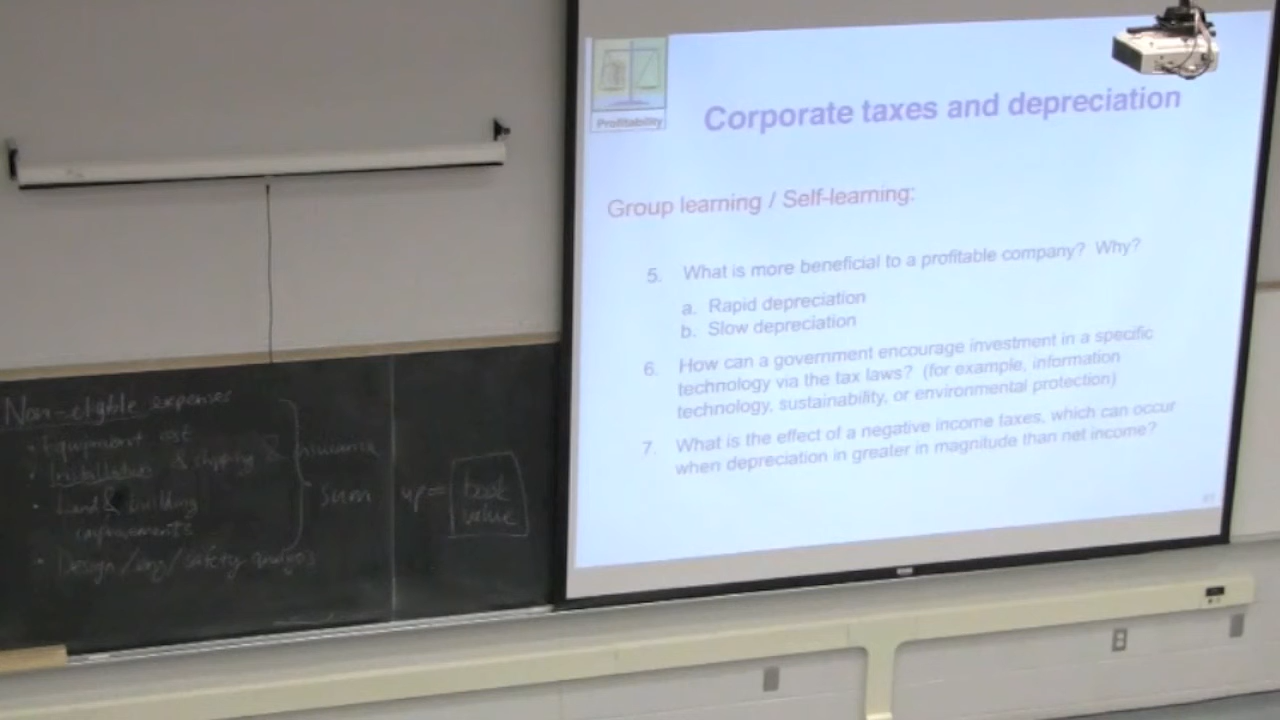 Profitability
Corporate taxes and depreciation
Group learning / Self-learning:
5. What is more beneficial to a profitable company? Why?
a. Rapid depreciation
b. Slow depreciation
6. How can a government encourage investment in a specific
technology via the tax laws? (for example, information
technology, sustainability, or environmental protection)
7. What is the effect of a negative income taxes, which can occur
when depreciation in greater in magnitude than net income?
Non-eligble expenses
• Equipment cost
• Installation & shipping & insurance
• Land & building
improvements
• Design / / safety analysis
sum up = book
value